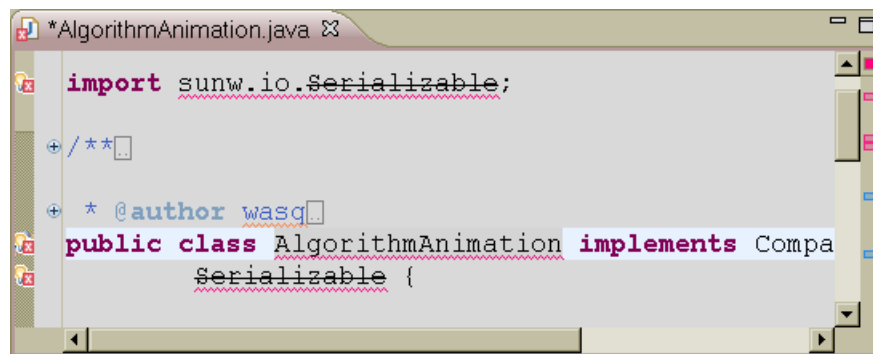 *AlgorithmAnimation.java
import sunw.io.Serializable;
/**
* @author wasq
public class AlgorithmAnimation implements Compa
Serializable {